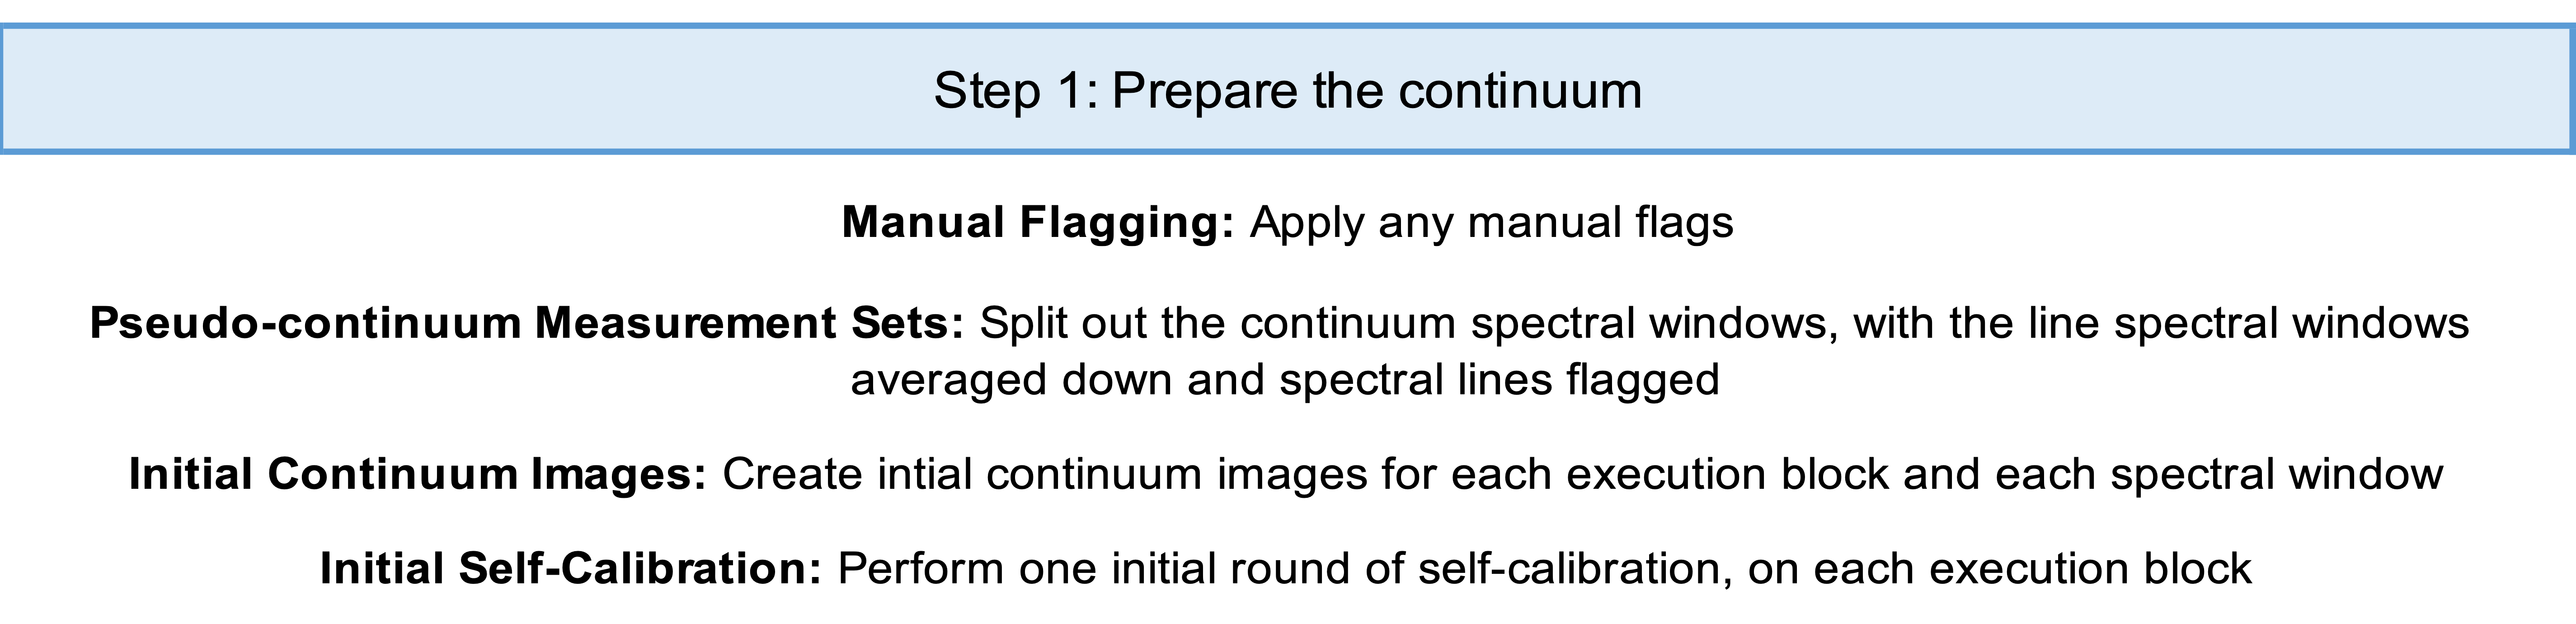 Step 1: Prepare the continuum
Manual Flagging: Apply any manual flags
Pseudo-continuum Measurement Sets: Split out the continuum spectral windows, with the line spectral windows
averaged down and spectral lines flagged
Initial Continuum Images: Create intial continuum images for each execution block and each spectral window
Initial Self-Calibration: Perform one initial round of self-calibration, on each execution block